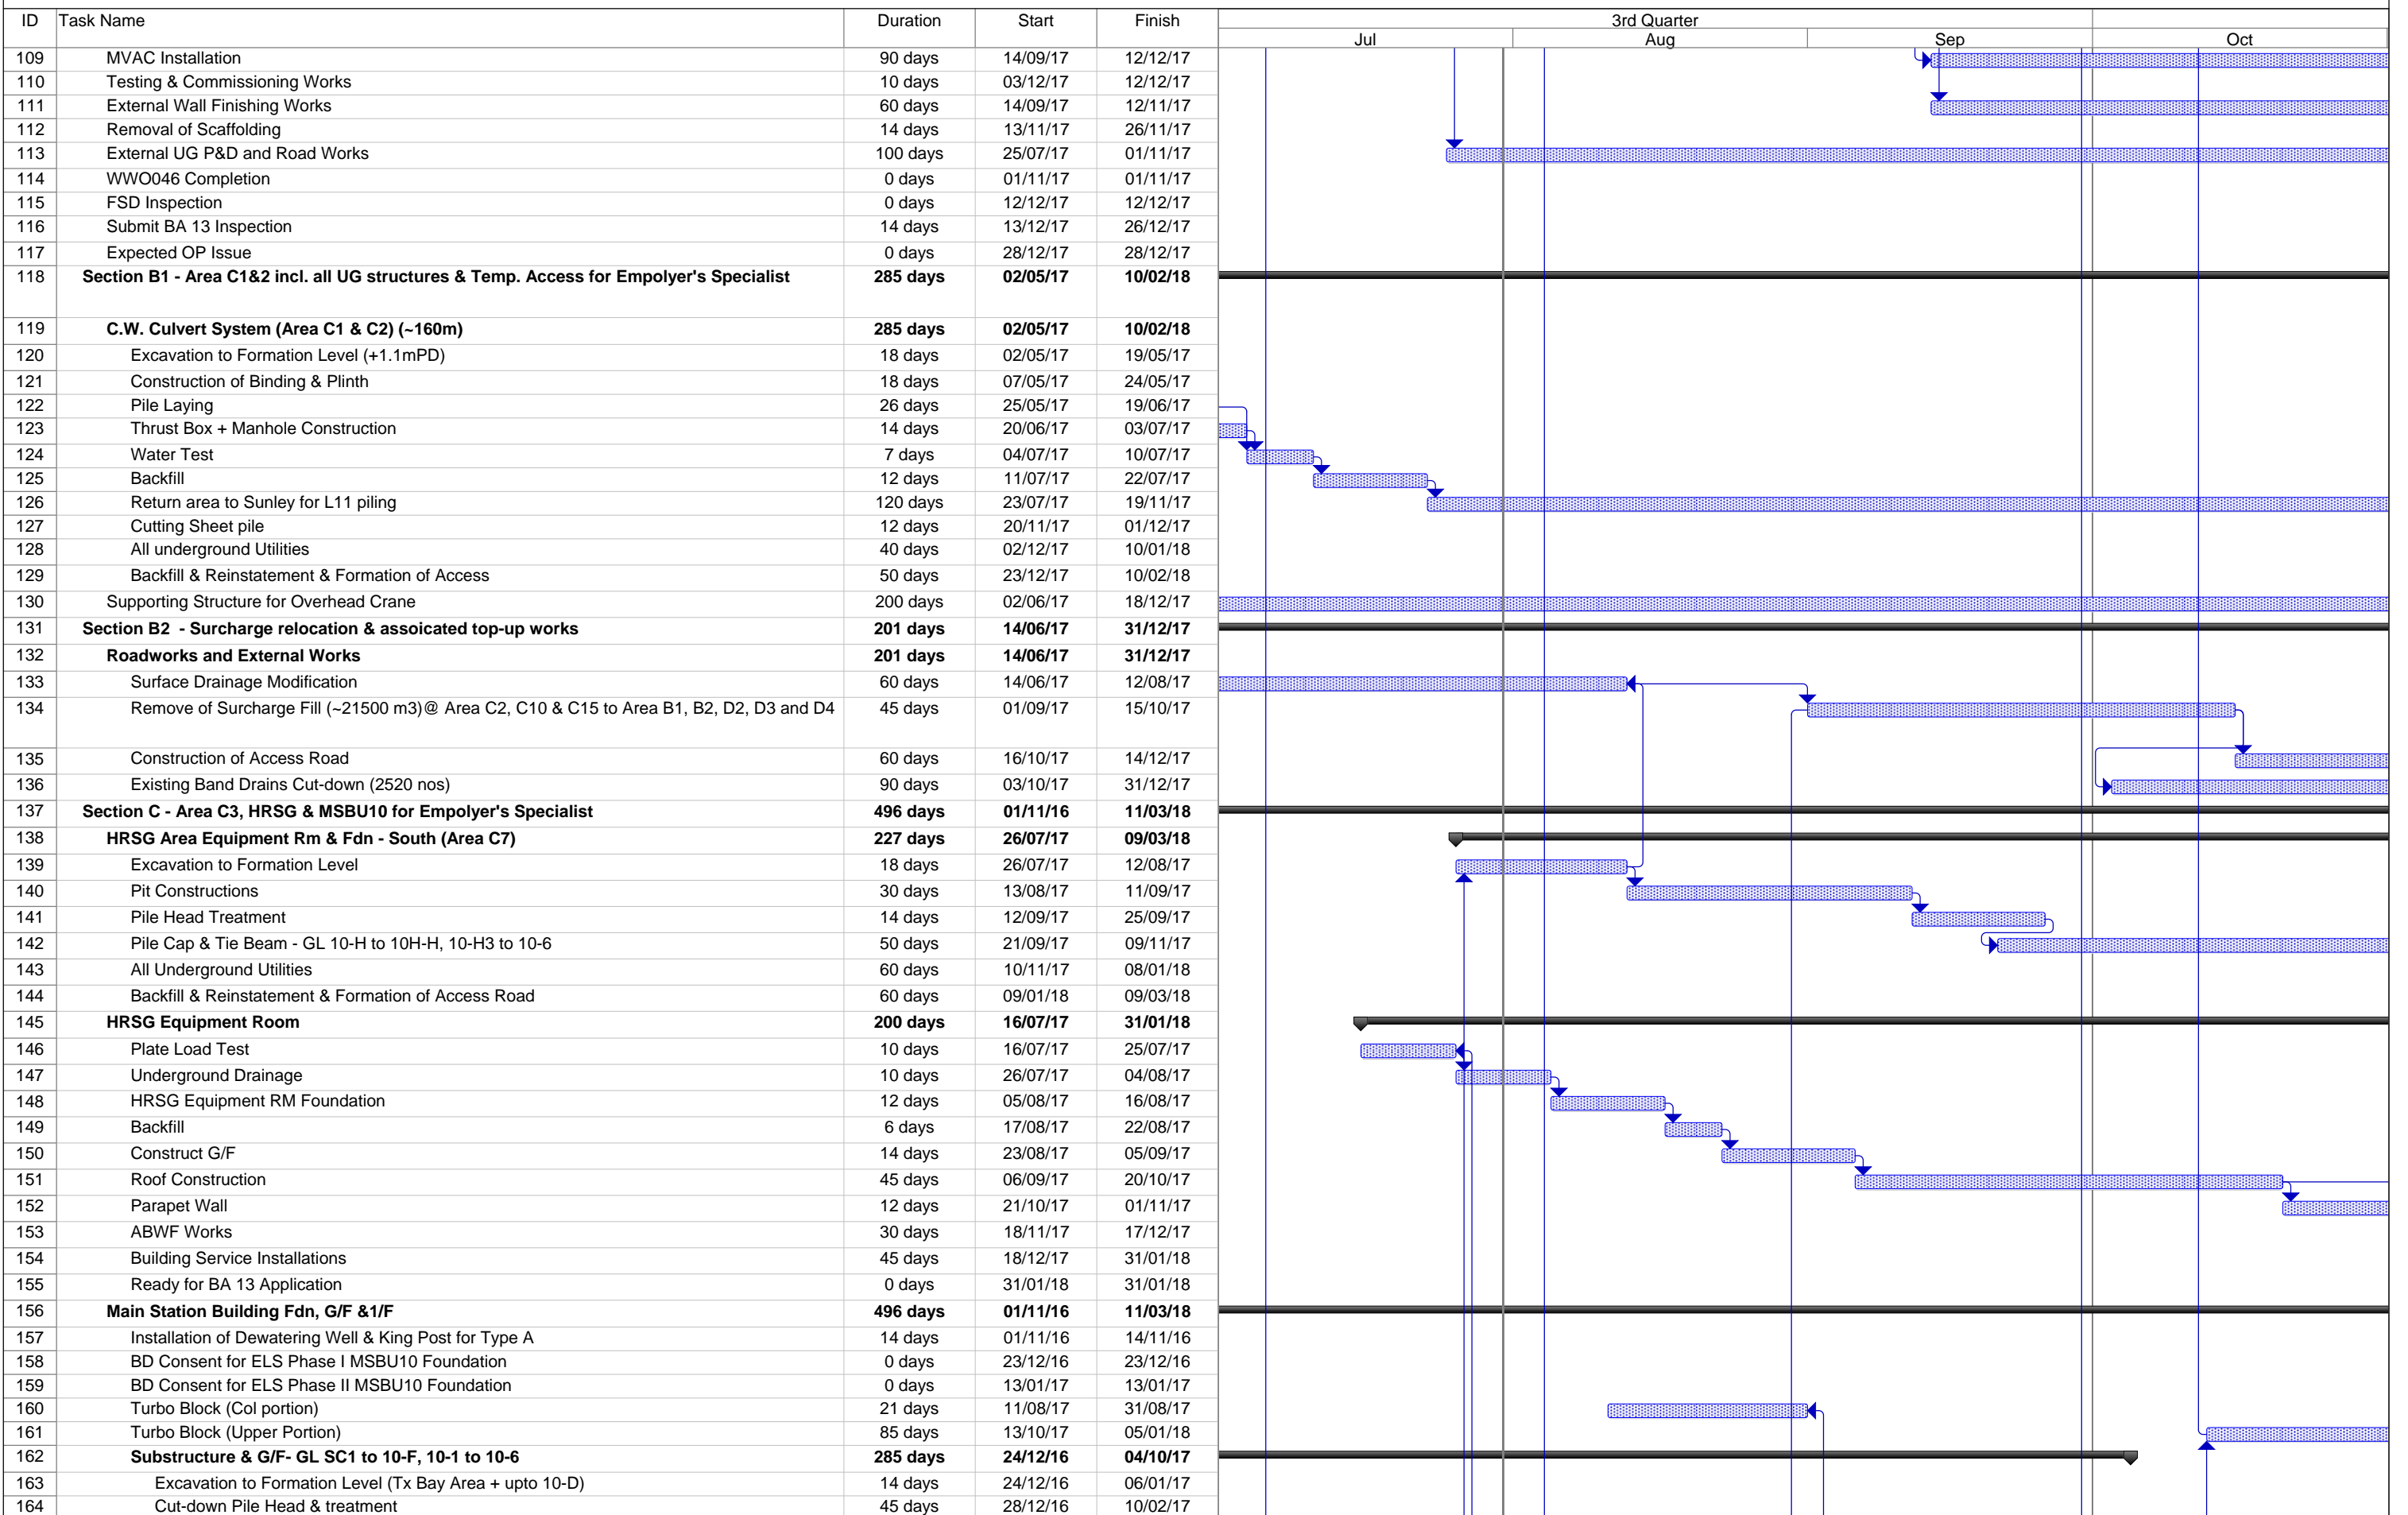 ID Task Name Duration Start Finish 3rd Quarter
Jul Aug Sep Oct
109 MVAC Installation 90 days 14/09/17 12/12/17
110 Testing & Commissioning Works 10 days 03/12/17 12/12/17
111 External Wall Finishing Works 60 days 14/09/17 12/11/17
112 Removal of Scaffolding 14 days 13/11/17 26/11/17
113 External UG P&D and Road Works 100 days 25/07/17 01/11/17
114 WWO046 Completion 0 days 01/11/17 01/11/17
115 FSD Inspection 0 days 12/12/17 12/12/17
116 Submit BA 13 Inspection 14 days 13/12/17 26/12/17
117 Expected OP Issue 0 days 28/12/17 28/12/17
118 Section B1 - Area C1&2 incl. all UG structures & Temp. Access for Empolyer's Specialist 285 days 02/05/17 10/02/18
119 C.W. Culvert System (Area C1 & C2) (~160m) 285 days 02/05/17 10/02/18
120 Excavation to Formation Level (+1.1mPD) 18 days 02/05/17 19/05/17
121 Construction of Binding & Plinth 18 days 07/05/17 24/05/17
122 Pile Laying 26 days 25/05/17 19/06/17
123 Thrust Box + Manhole Construction 14 days 20/06/17 03/07/17
124 Water Test 7 days 04/07/17 10/07/17
125 Backfill 12 days 11/07/17 22/07/17
126 Return area to Sunley for L11 piling 120 days 23/07/17 19/11/17
127 Cutting Sheet pile 12 days 20/11/17 01/12/17
128 All underground Utilities 40 days 02/12/17 10/01/18
129 Backfill & Reinstatement & Formation of Access 50 days 23/12/17 10/02/18
130 Supporting Structure for Overhead Crane 200 days 02/06/17 18/12/17
131 Section B2 - Surcharge relocation & assoicated top-up works 201 days 14/06/17 31/12/17
132 Roadworks and External Works 201 days 14/06/17 31/12/17
133 Surface Drainage Modification 60 days 14/06/17 12/08/17
134 Remove of Surcharge Fill (~21500 m3)@ Area C2, C10 & C15 to Area B1, B2, D2, D3 and D4 45 days 01/09/17 15/10/17
135 Construction of Access Road 60 days 16/10/17 14/12/17
136 Existing Band Drains Cut-down (2520 nos) 90 days 03/10/17 31/12/17
137 Section C - Area C3, HRSG & MSBU10 for Empolyer's Specialist 496 days 01/11/16 11/03/18
138 HRSG Area Equipment Rm & Fdn - South (Area C7) 227 days 26/07/17 09/03/18
139 Excavation to Formation Level 18 days 26/07/17 12/08/17
140 Pit Constructions 30 days 13/08/17 11/09/17
141 Pile Head Treatment 14 days 12/09/17 25/09/17
142 Pile Cap & Tie Beam - GL 10-H to 10H-H, 10-H3 to 10-6 50 days 21/09/17 09/11/17
143 All Underground Utilities 60 days 10/11/17 08/01/18
144 Backfill & Reinstatement & Formation of Access Road 60 days 09/01/18 09/03/18
145 HRSG Equipment Room 200 days 16/07/17 31/01/18
146 Plate Load Test 10 days 16/07/17 25/07/17
147 Underground Drainage 10 days 26/07/17 04/08/17
148 HRSG Equipment RM Foundation 12 days 05/08/17 16/08/17
149 Backfill 6 days 17/08/17 22/08/17
150 Construct G/F 14 days 23/08/17 05/09/17
151 Roof Construction 45 days 06/09/17 20/10/17
152 Parapet Wall 12 days 21/10/17 01/11/17
153 ABWF Works 30 days 18/11/17 17/12/17
154 Building Service Installations 45 days 18/12/17 31/01/18
155 Ready for BA 13 Application 0 days 31/01/18 31/01/18
156 Main Station Building Fdn, G/F &1/F 496 days 01/11/16 11/03/18
157 Installation of Dewatering Well & King Post for Type A 14 days 01/11/16 14/11/16
158 BD Consent for ELS Phase I MSBU10 Foundation 0 days 23/12/16 23/12/16
159 BD Consent for ELS Phase II MSBU10 Foundation 0 days 13/01/17 13/01/17
160 Turbo Block (Col portion) 21 days 11/08/17 31/08/17
161 Turbo Block (Upper Portion) 85 days 13/10/17 05/01/18
162 Substructure & G/F- GL SC1 to 10-F, 10-1 to 10-6 285 days 24/12/16 04/10/17
163 Excavation to Formation Level (Tx Bay Area + upto 10-D) 14 days 24/12/16 06/01/17
164 Cut-down Pile Head & treatment 45 days 28/12/16 10/02/17